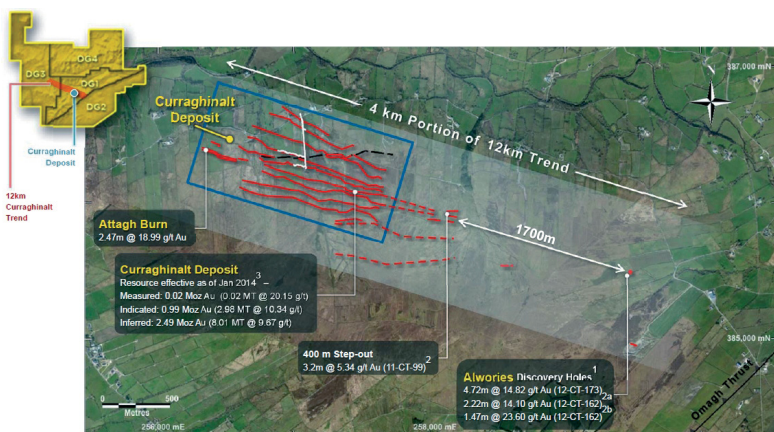 DG4
DG3
DG1
DG2
Curraghinalt
Deposit
12km
Curraghinalt
Trend
387,000 mN
4 km Portion of 12km Trend
Curraghinalt
Deposit
1700m
Attagh Burn
2.47m @ 18.99 g/t Au
Curraghinalt Deposit
Resource effective as of Jan 2014 3 –
Measured: 0.02 Moz Au (0.02 MT @ 20.15 g/t)
Indicated: 0.99 Moz Au (2.98 MT @ 10.34 g/t)
Inferred: 2.49 Moz Au (8.01 MT @ 9.67 g/t)
400 m Step-out
3.2m @ 5.34 g/t Au (11-CT-99) 2
385,000 mN
Alwories Discovery Holes 1
4.72m @ 14.82 g/t Au (12-CT-173) 2a
2.22m @ 14.10 g/t Au (12-CT-162) 2b
1.47m @ 23.60 g/t Au (12-CT-162)
Omagh Thrust
0 500
Metres
256,000 mE
258,000 mE